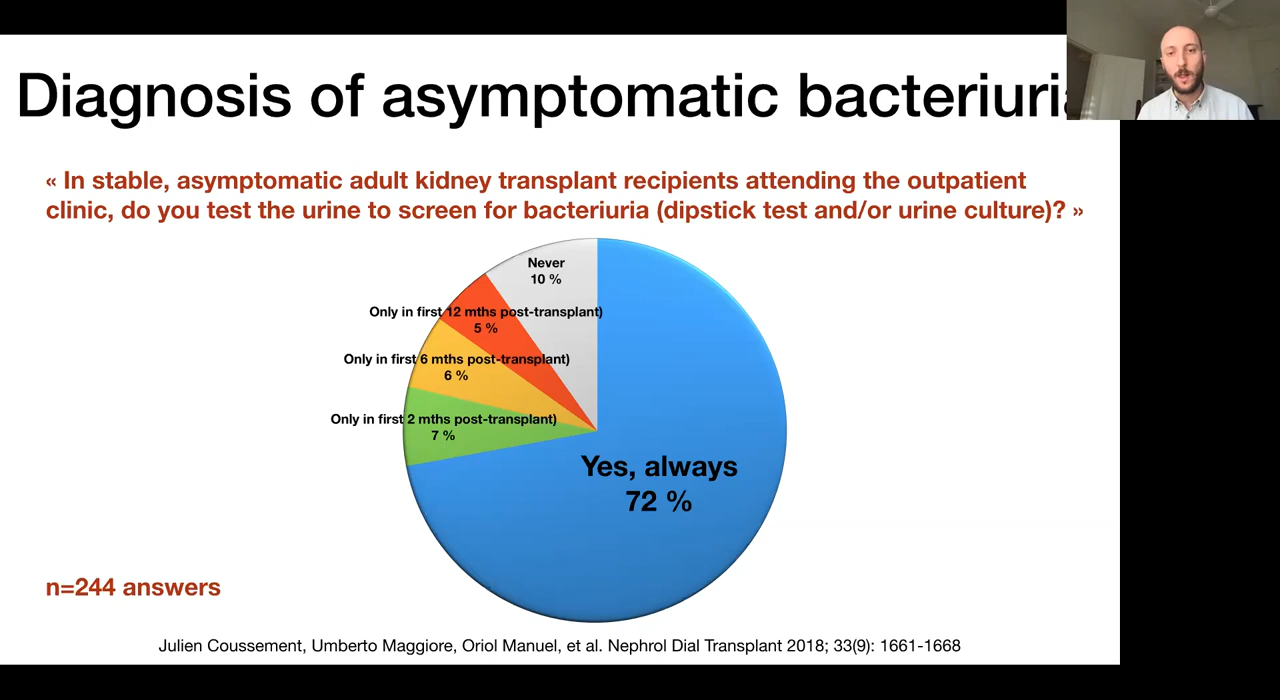 Diagnosis of asymptomatic bacteriuria
« In stable, asymptomatic adult kidney transplant recipients attending the outpatient
clinic, do you test the urine to screen for bacteriuria (dipstick test and/or urine culture)? »
Never
10 %
Only in first 12 mths post-transplant)
5 %
Only in first 6 mths post-transplant)
6 %
Only in first 2 mths post-transplant)
7 %
Yes, always
72 %
n=244 answers
Julien Coussement, Umberto Maggiore, Oriol Manuel, et al. Nephrol Dial Transplant 2018; 33(9): 1661-1668